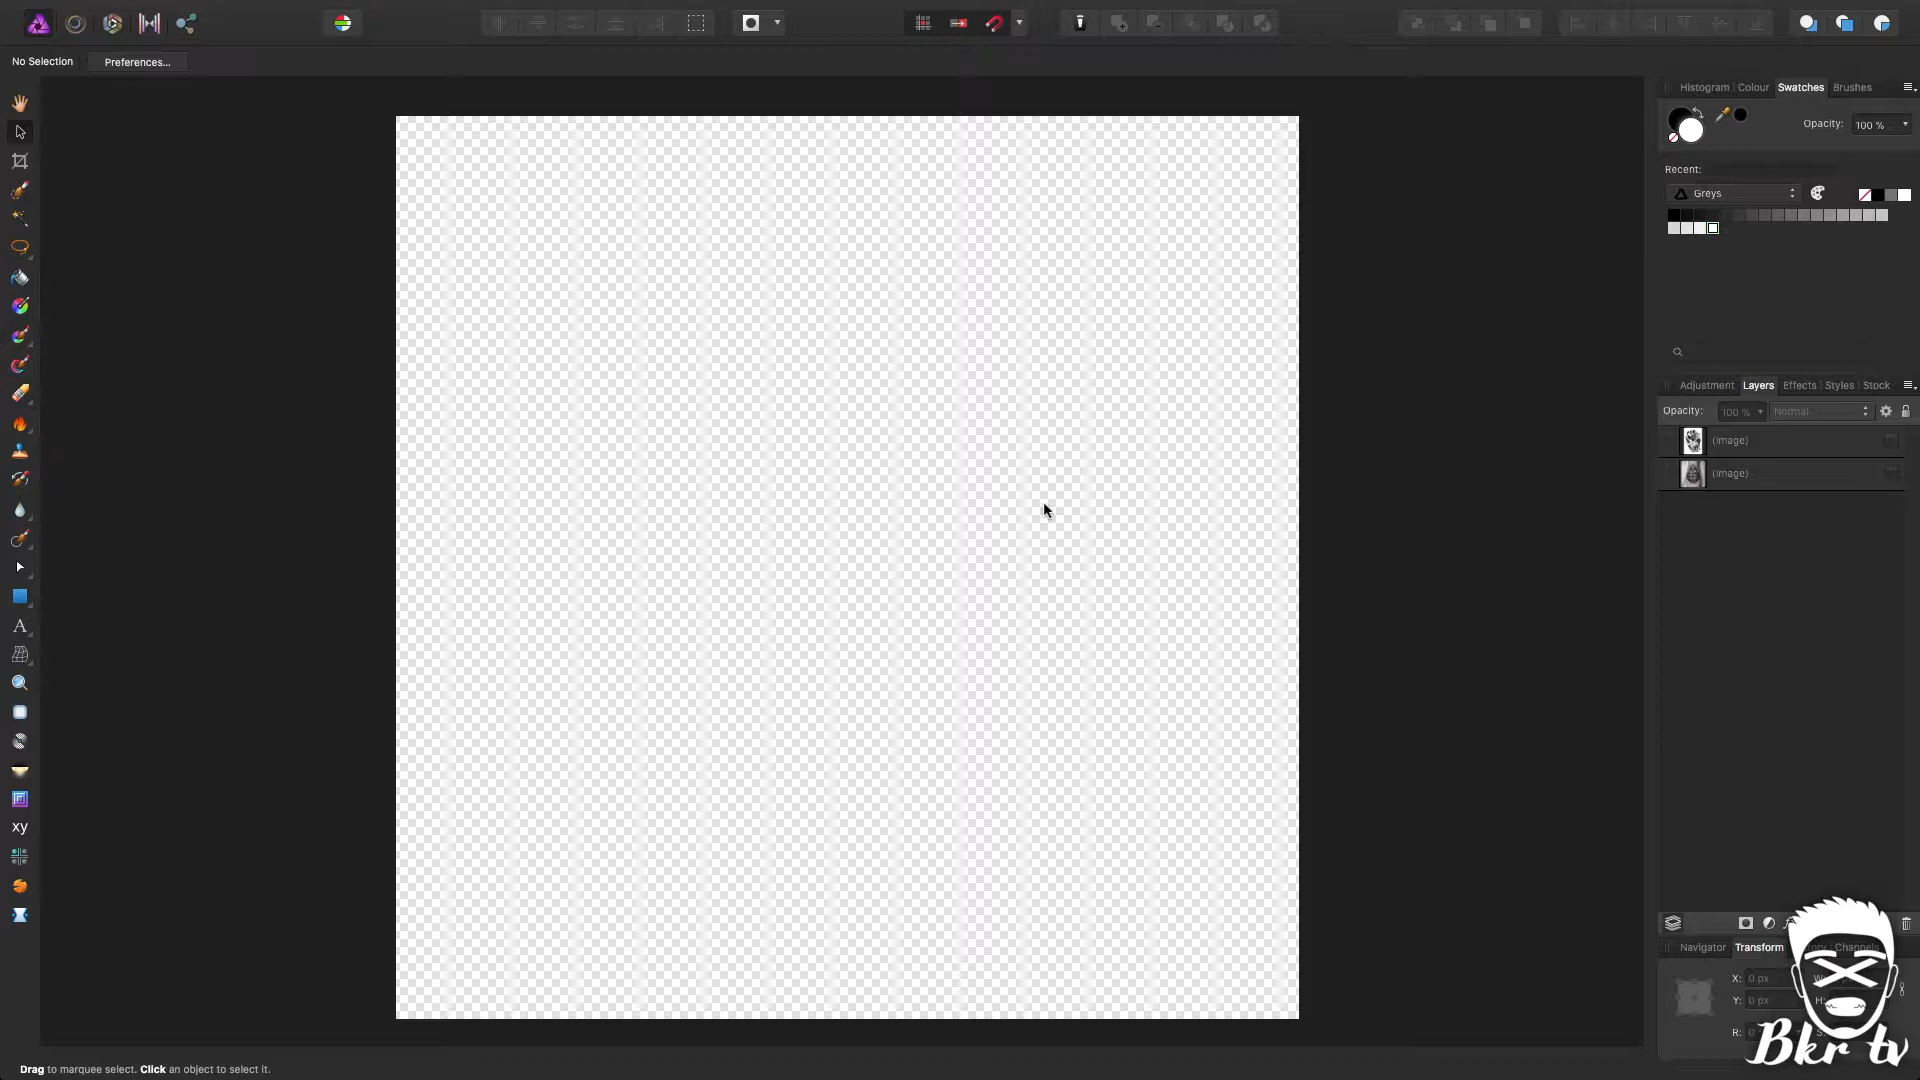 No Selection
Preferences...
Histogram
Colour
Swatches
Brushes
Opacity:
100 %
Recent:
Greys
Adjustment
Layers
Effects
Styles
Stock
Opacity:
100 %
Normal
(Image)
(Image)
A
xy
Navigator
Transform
Channels
X:
0 px
Y:
0 px
H:
R:
Bkr tv
Drag to marquee select. Click an object to select it.